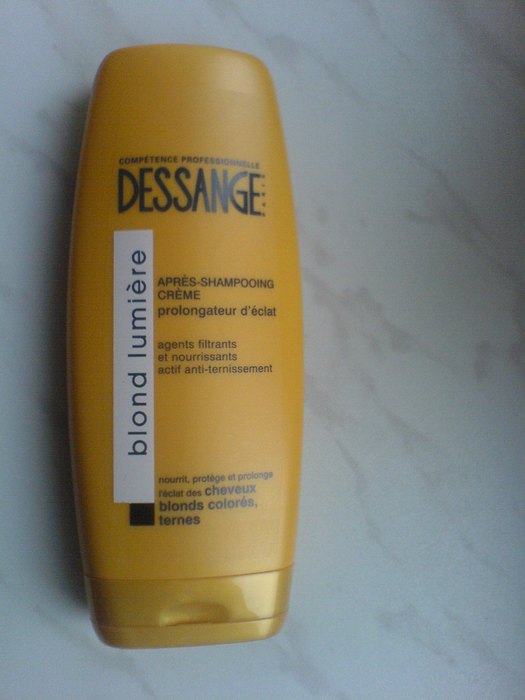 COMPÉTENCE PROFESSIONNELLE
DESSANGE
PARIS
blond lumière
APRÈS-SHAMPOOING
CRÈME
prolongateur d'éclat
agents filtrants
et nourrissants
actif anti-ternissement
nourrit, protège et prolonge
l'éclat des cheveux
blonds colorés,
ternes